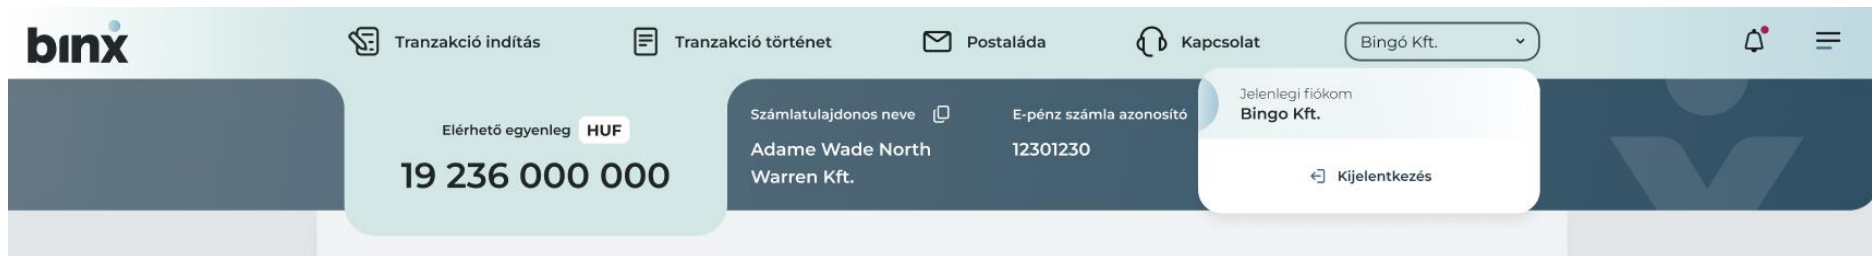 binx
Tranzakció indítás
Tranzakció történet
Postaláda
Kapcsolat
Bingó Kft.
Elérhető egyenleg HUF
19 236 000 000
Számlatulajdonos neve
Adame Wade North
Warren Kft.
E-pénz számla azonosító
12301230
Jelenlegi fiókom
Bingo Kft.
Kijelentkezés